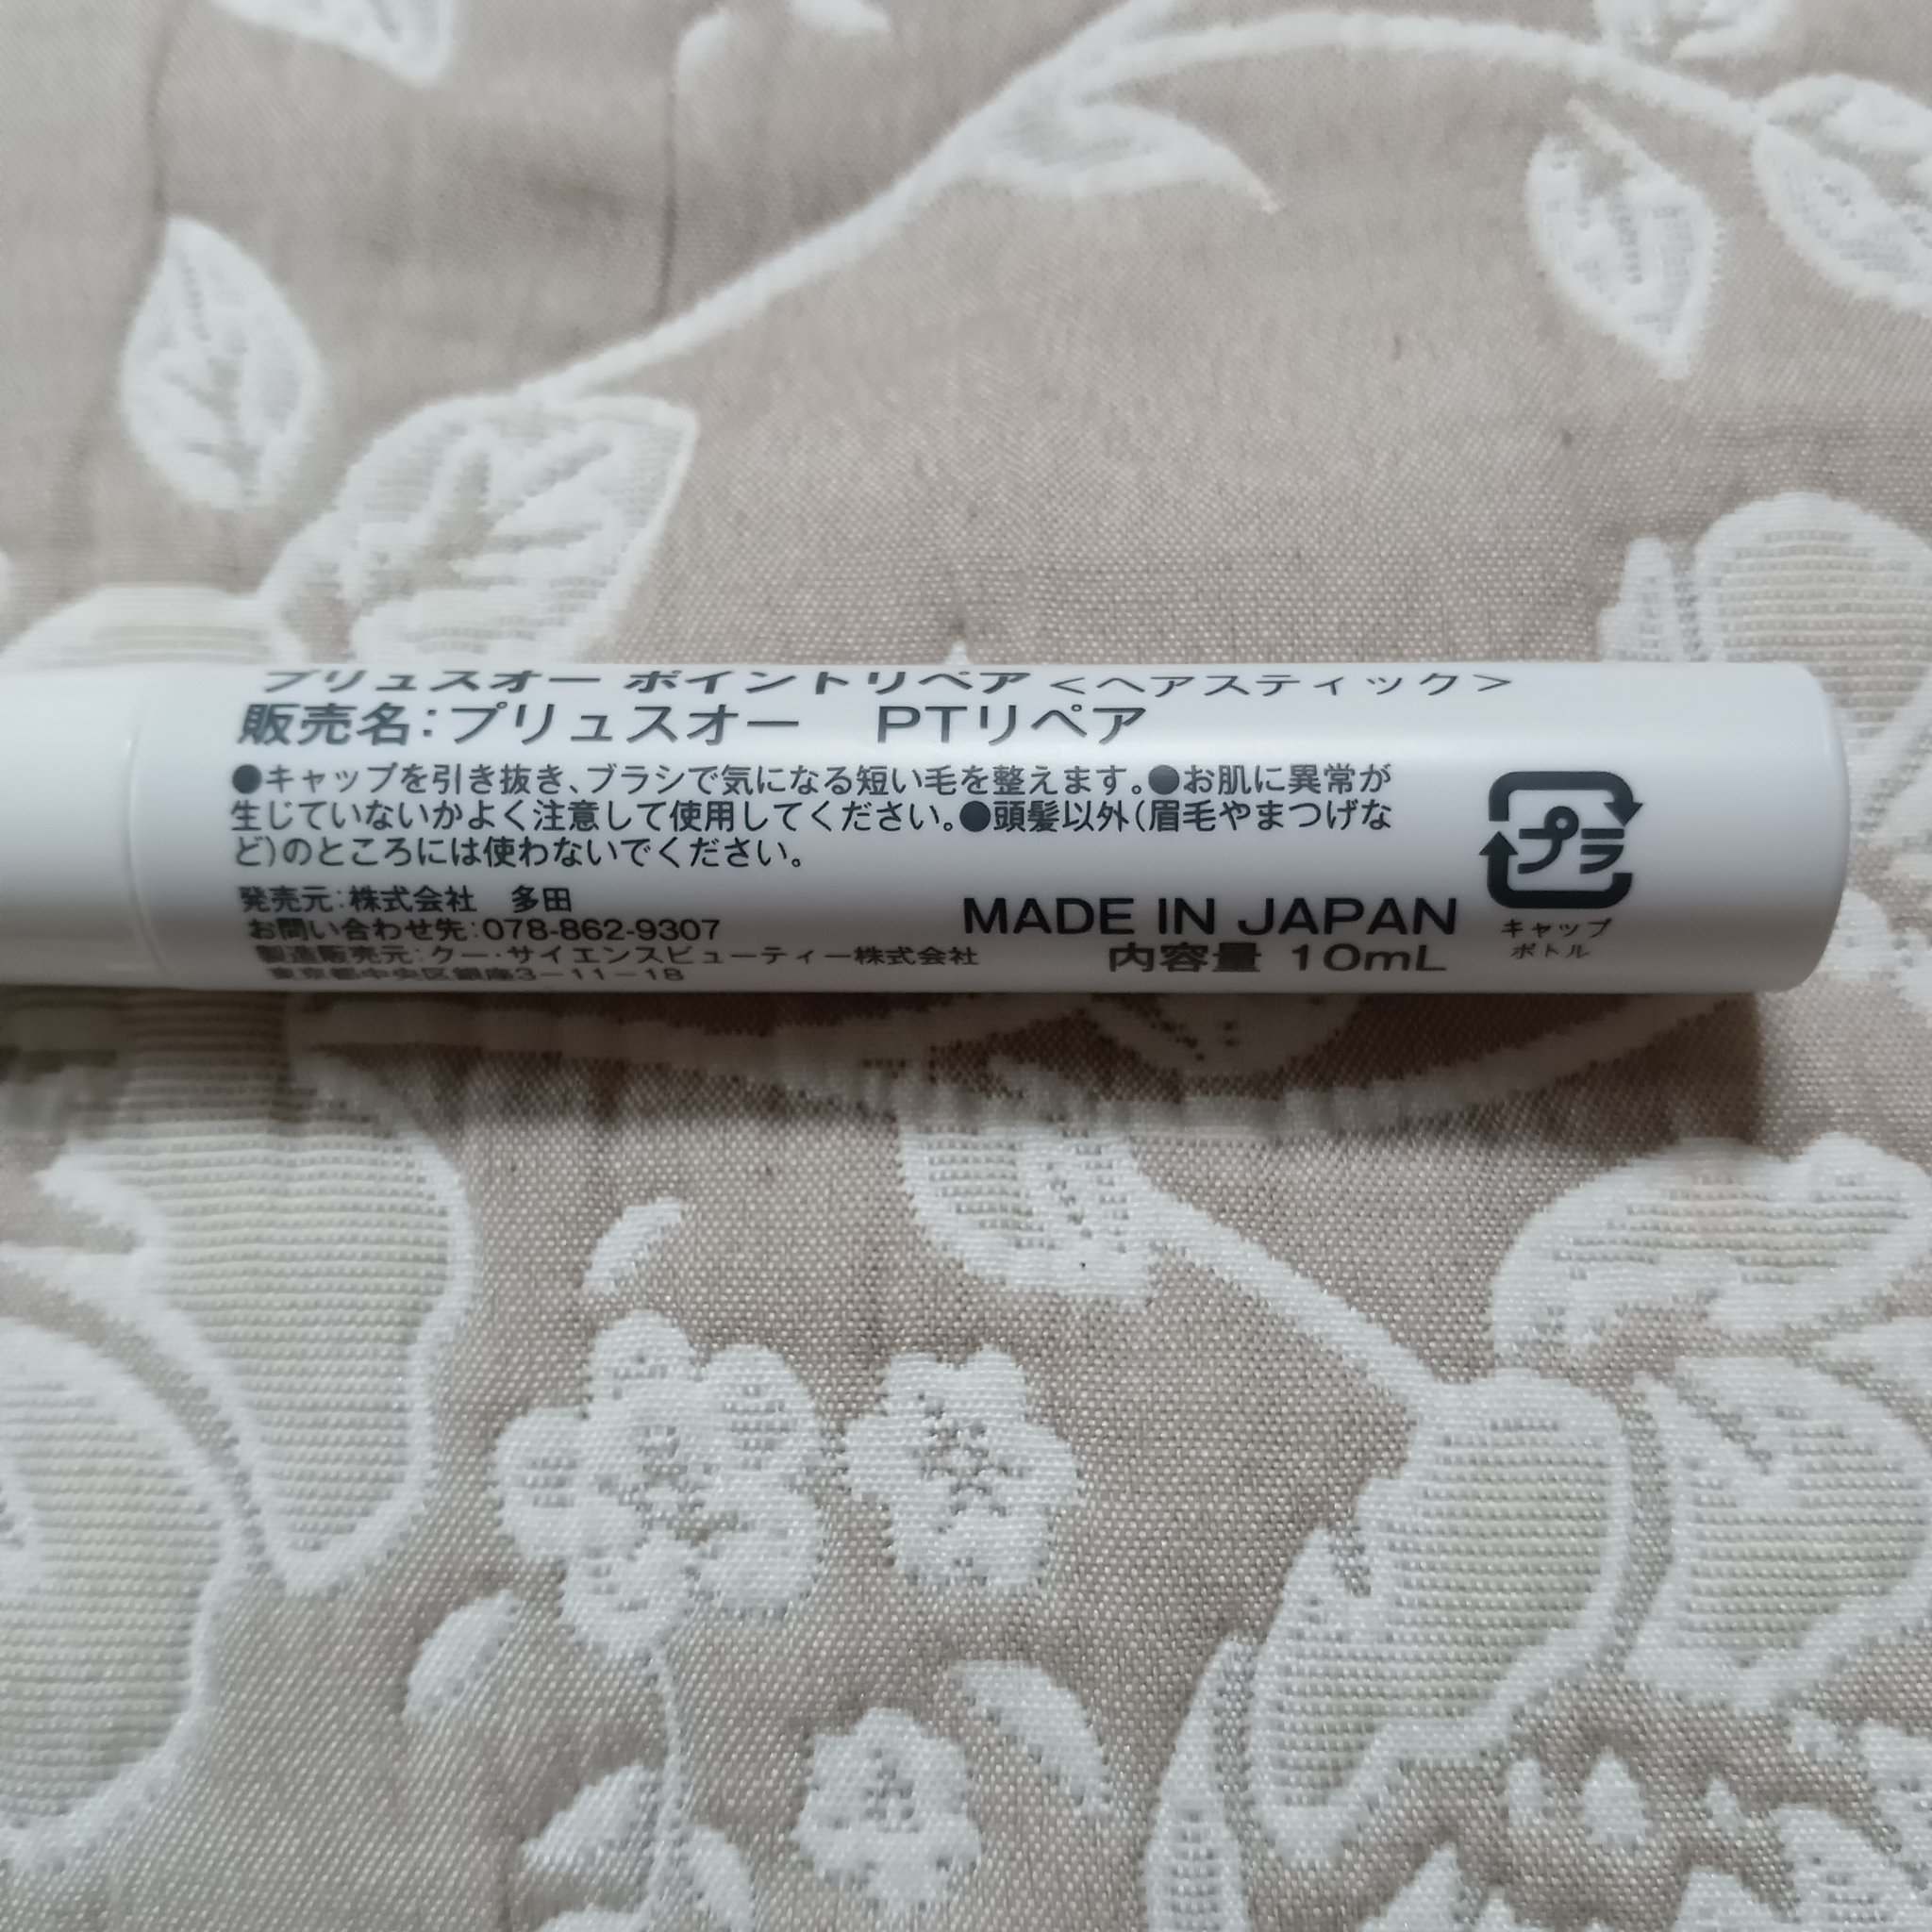 プリュスオー ポイントリペア <ヘアスティック>
販売名:プリュスオー　PTリペア
●キャップを引き抜き、ブラシで気になる短い毛を整えます。●お肌に異常が
生じていないかよく注意して使用してください。●頭髪以外(眉毛やまつげな
ど)のところには使わないでください。
発売元:株式会社　多田
お問い合わせ先:078-862-9307
製造販売元:クー・サイエンスビューティー株式会社
東京都中央区銀座3－11－18
MADE IN JAPAN
内容量 10mL
プラ
キャップ
ボトル